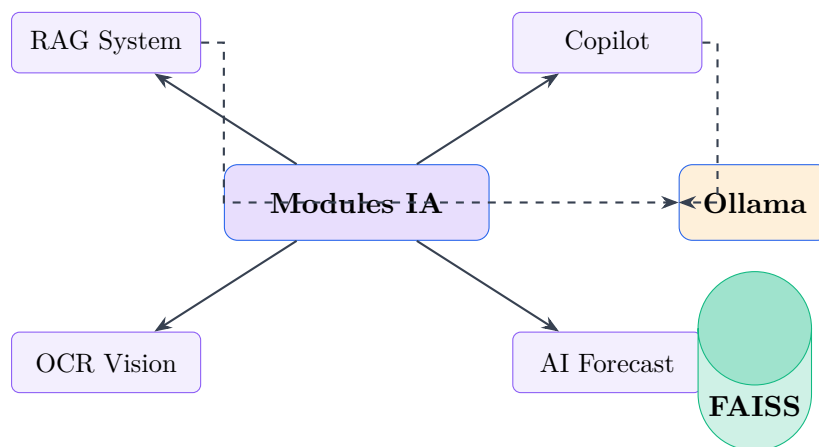 RAG System
Copilot
Modules IA
Ollama
OCR Vision
AI Forecast
FAISS